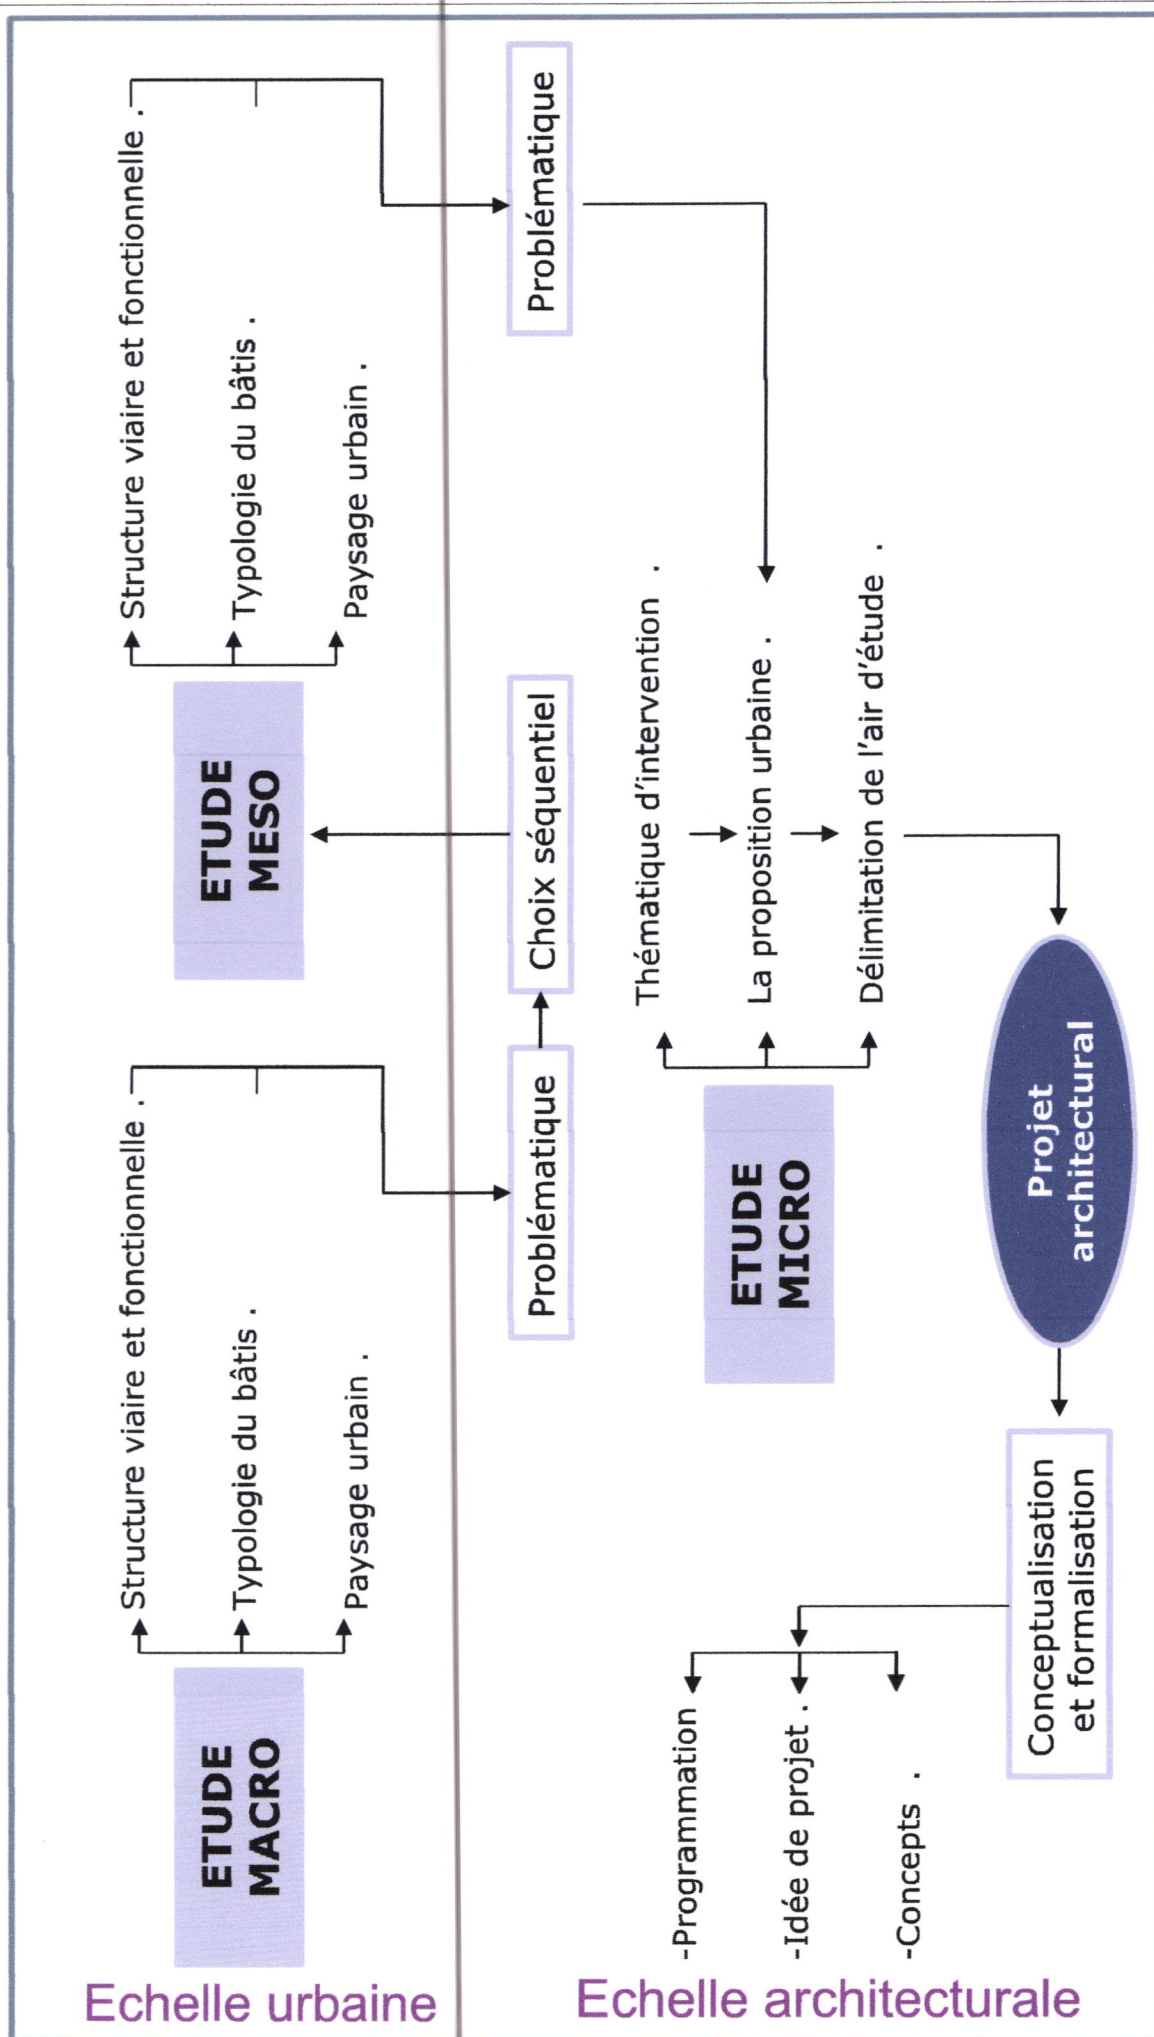 ETUDE
MACRO
Structure viaire et fonctionnelle .
Typologie du bâtis .
Paysage urbain .
ETUDE
MESO
Structure viaire et fonctionnelle .
Typologie du bâtis .
Paysage urbain .
Problématique
Choix séquentiel
Problématique
ETUDE
MICRO
Thématique d'intervention .
La proposition urbaine .
Délimitation de l'air d'étude .
Projet
architectural
Conceptualisation
et formalisation
-Programmation
-Idée de projet .
-Concepts .
Echelle urbaine
Echelle architecturale